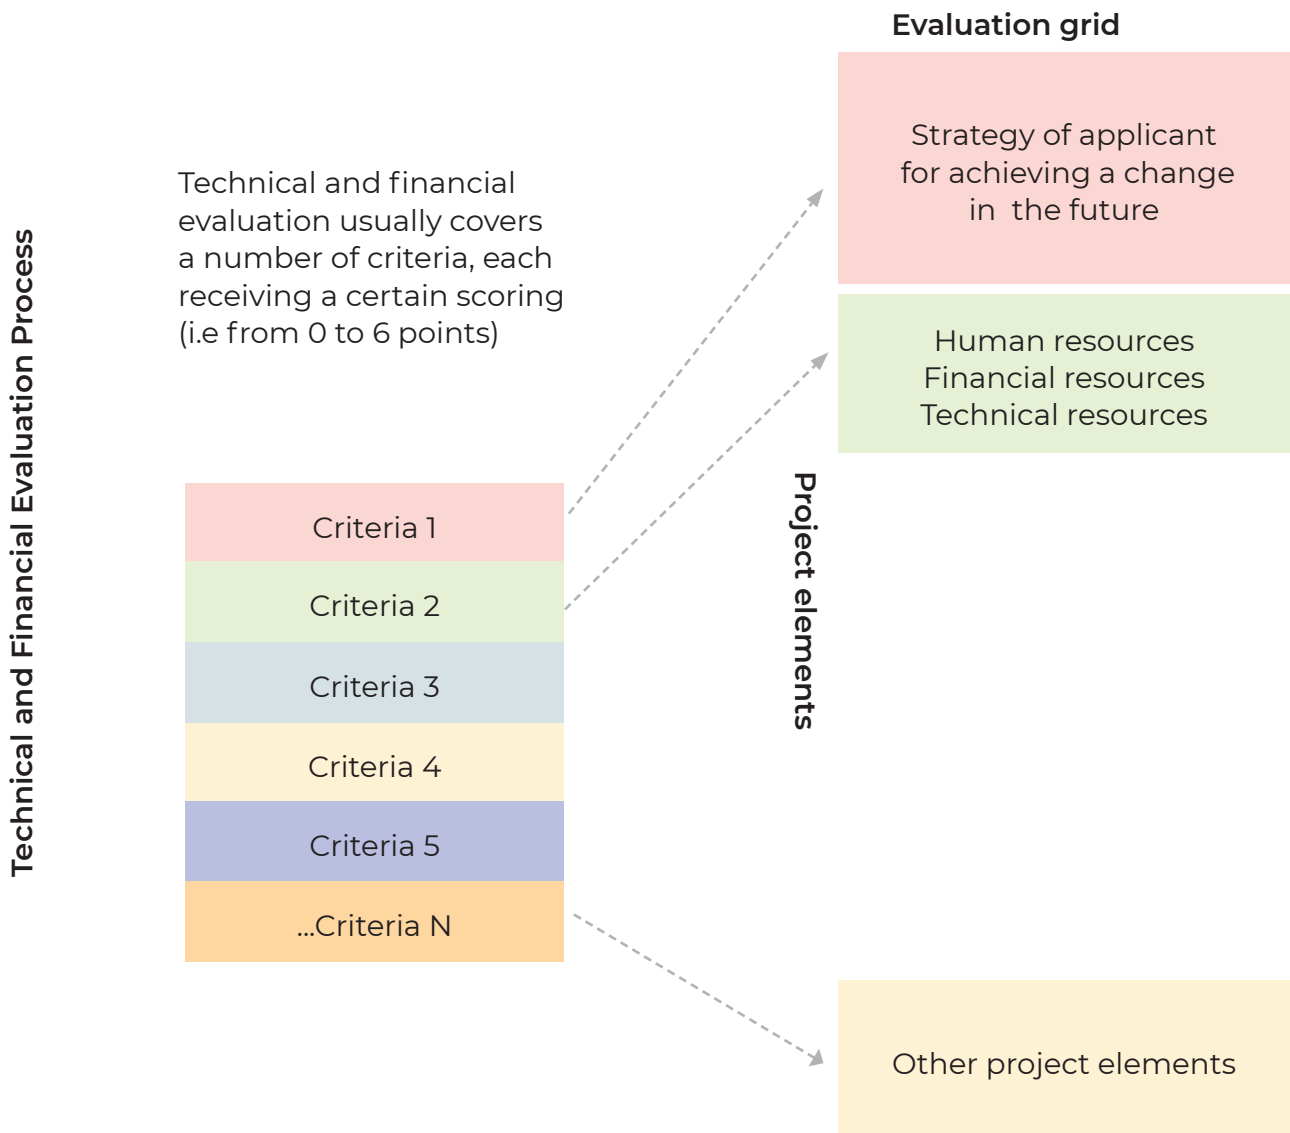 Evaluation grid
Technical and Financial Evaluation Process
Technical and financial
evaluation usually covers
a number of criteria, each
receiving a certain scoring
(i.e from 0 to 6 points)
Criteria 1
Criteria 2
Criteria 3
Criteria 4
Criteria 5
...Criteria N
Project elements
Strategy of applicant
for achieving a change
in the future
Human resources
Financial resources
Technical resources
Other project elements